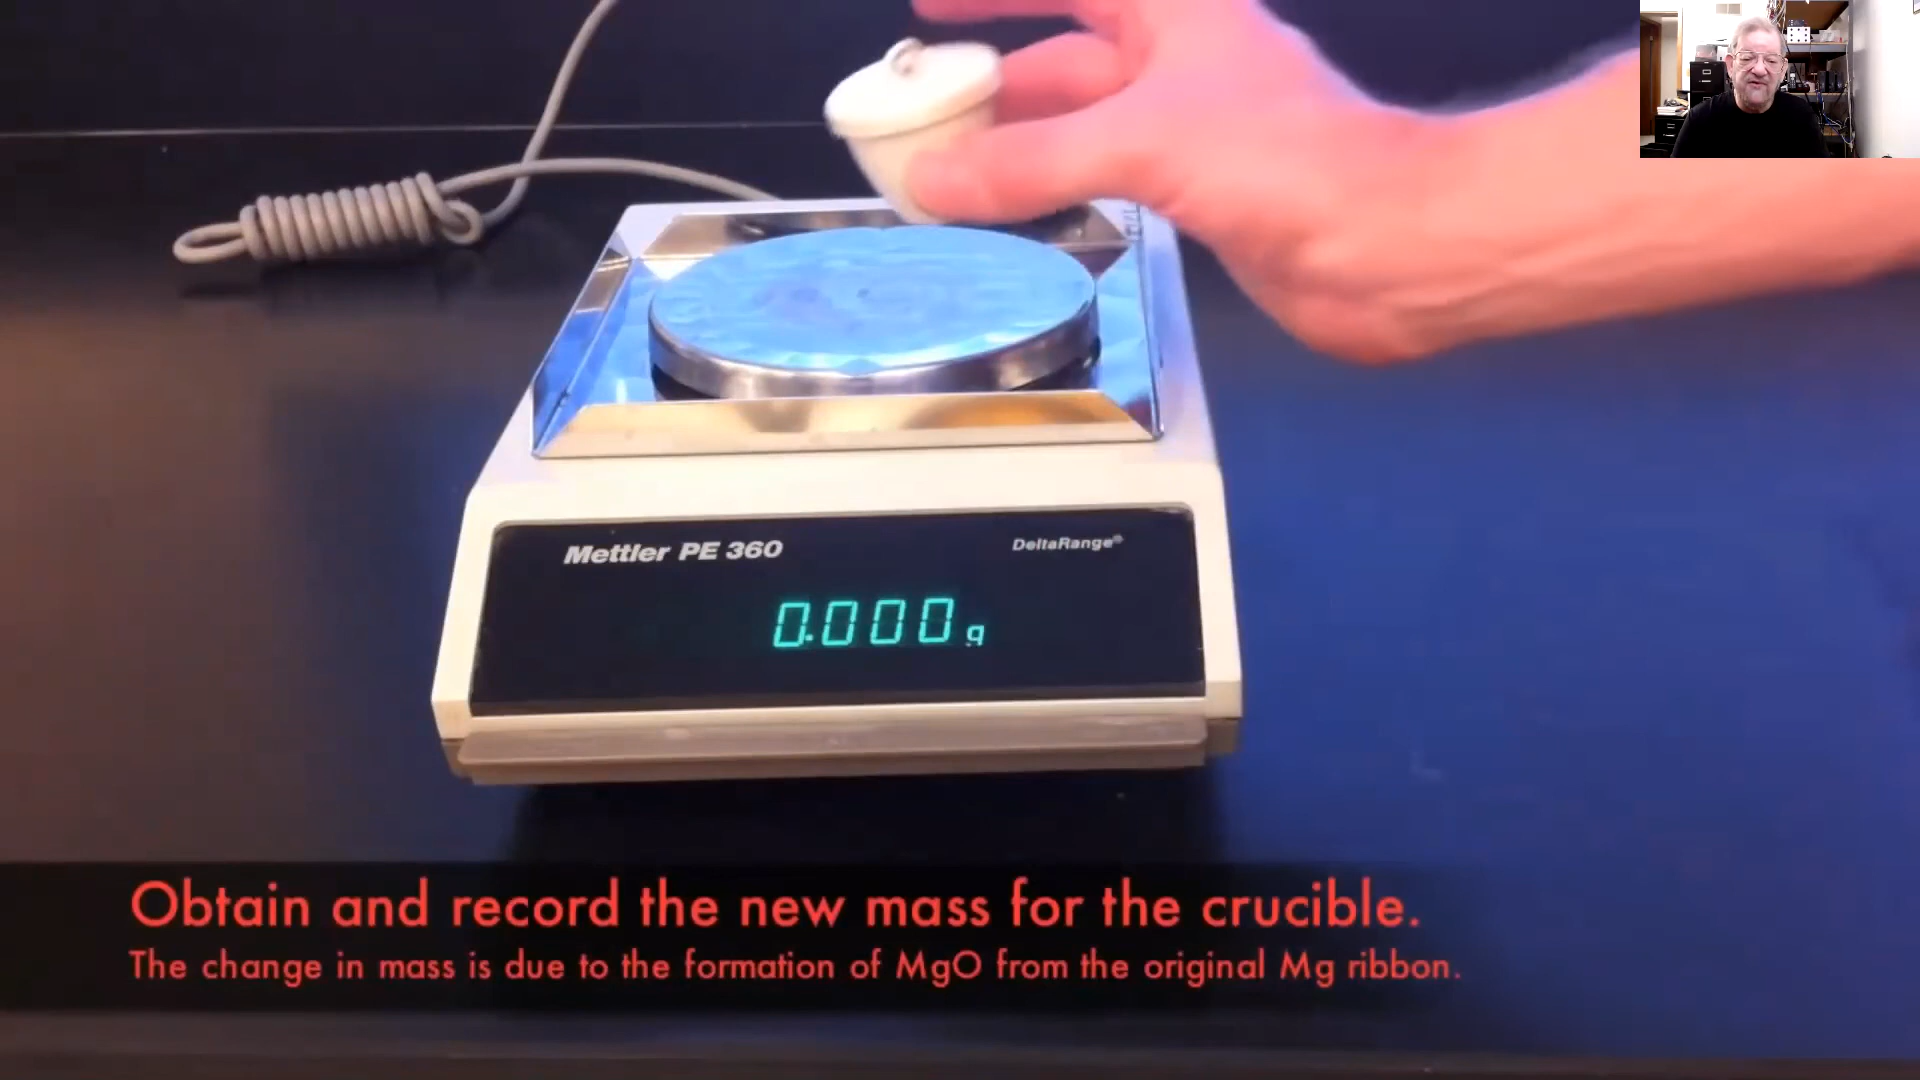 Mettler PE 360
DeltaRange®
0.000 g
Obtain and record the new mass for the crucible.
The change in mass is due to the formation of MgO from the original Mg ribbon.